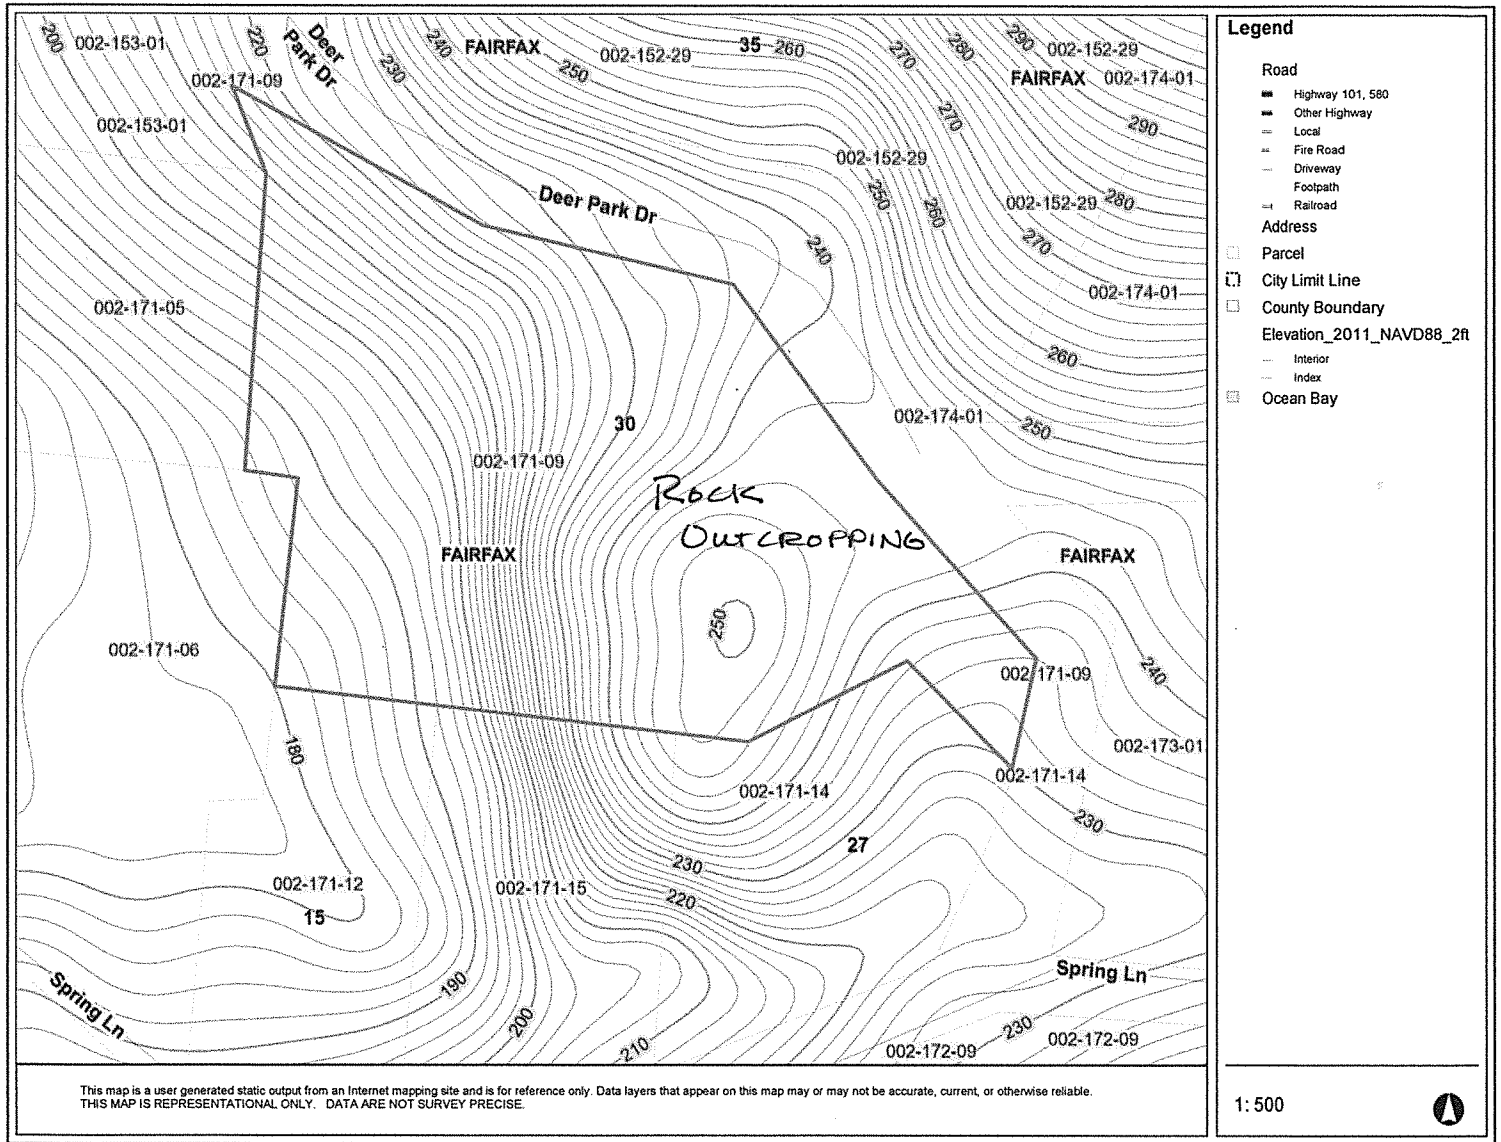 200
002-153-01
220
Deer
Park Dr
240
FAIRFAX
002-152-29
35
260
270
280
290
002-152-29
002-171-09
230
250
FAIRFAX
002-174-01
002-153-01
270
290
002-152-29
250
260
002-152-29
280
Deer Park Dr
240
270
002-171-05
002-174-01
260
30
002-174-01
250
002-171-09
ROCK
OUTCROPPING
FAIRFAX
FAIRFAX
250
002-171-06
002-171-09
240
180
002-173-01
002-171-14
002-171-14
230
27
230
002-171-12
002-171-15
220
15
Spring Ln
190
Spring Ln
200
210
230
002-172-09
002-172-09
Legend
Road
Highway 101, 580
Other Highway
Local
Fire Road
Driveway
Footpath
Railroad
Address
Parcel
City Limit Line
County Boundary
Elevation_2011_NAVD88_2ft
Interior
Index
Ocean Bay
This map is a user generated static output from an Internet mapping site and is for reference only. Data layers that appear on this map may or may not be accurate, current, or otherwise reliable.
THIS MAP IS REPRESENTATIONAL ONLY. DATA ARE NOT SURVEY PRECISE.
1: 500